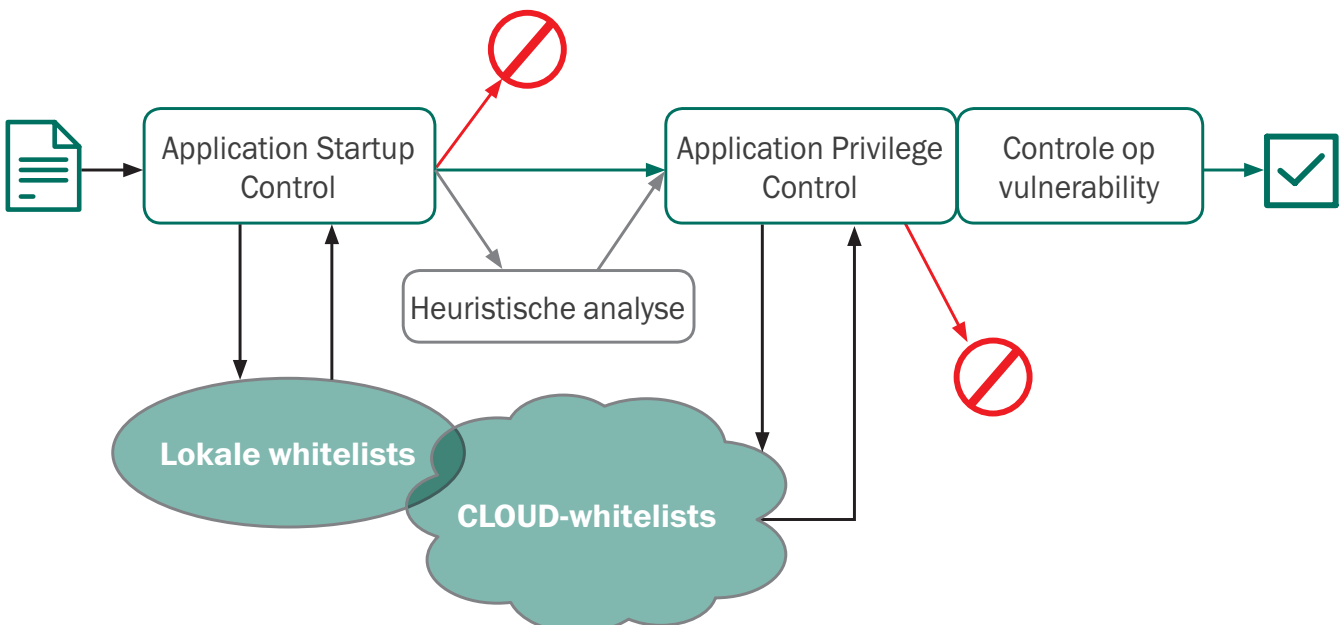 Application Startup
Control
Application Privilege
Control
Controle op
vulnerability
Heuristische analyse
Lokale whitelists
CLOUD-whitelists